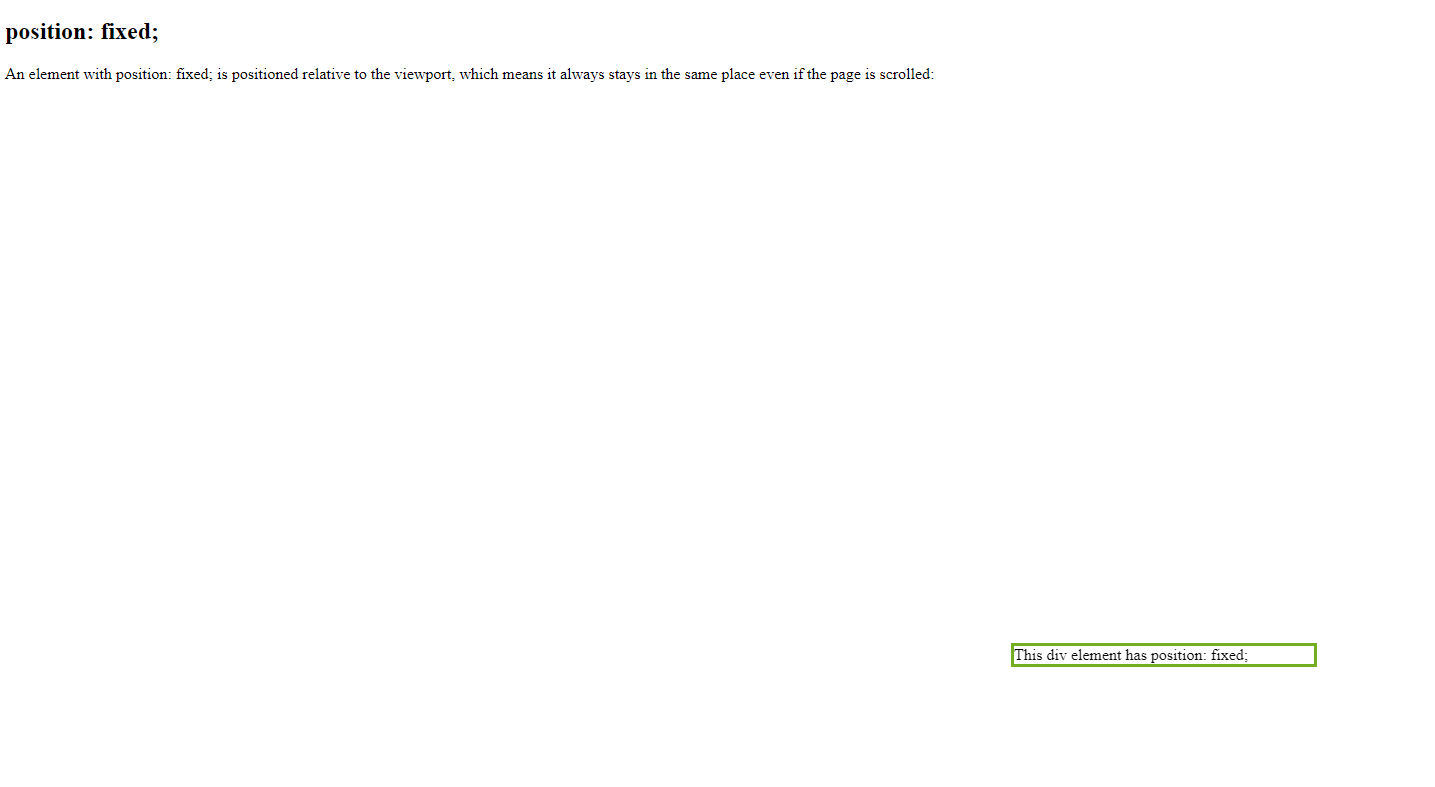 position: fixed;
An element with position: fixed; is positioned relative to the viewport, which means it always stays in the same place even if the page is scrolled:
This div element has position: fixed;